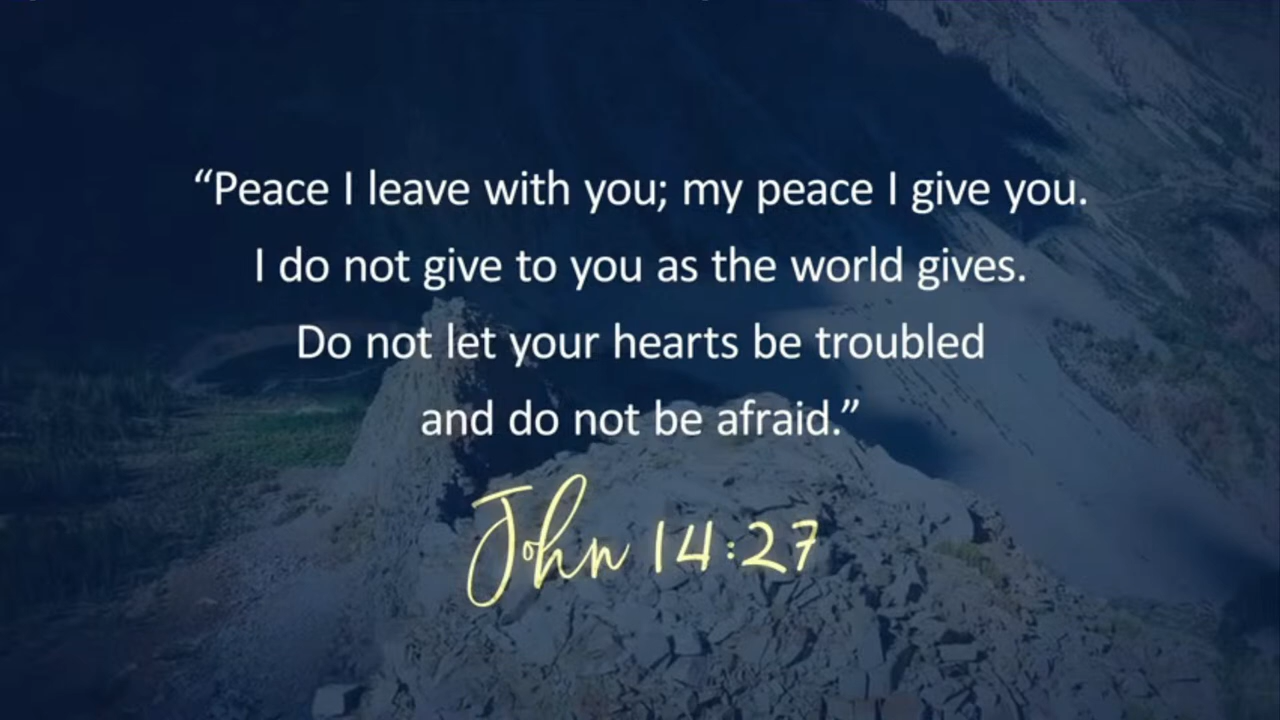 “Peace I leave with you; my peace I give you.
I do not give to you as the world gives.
Do not let your hearts be troubled
and do not be afraid.”
John 14:27